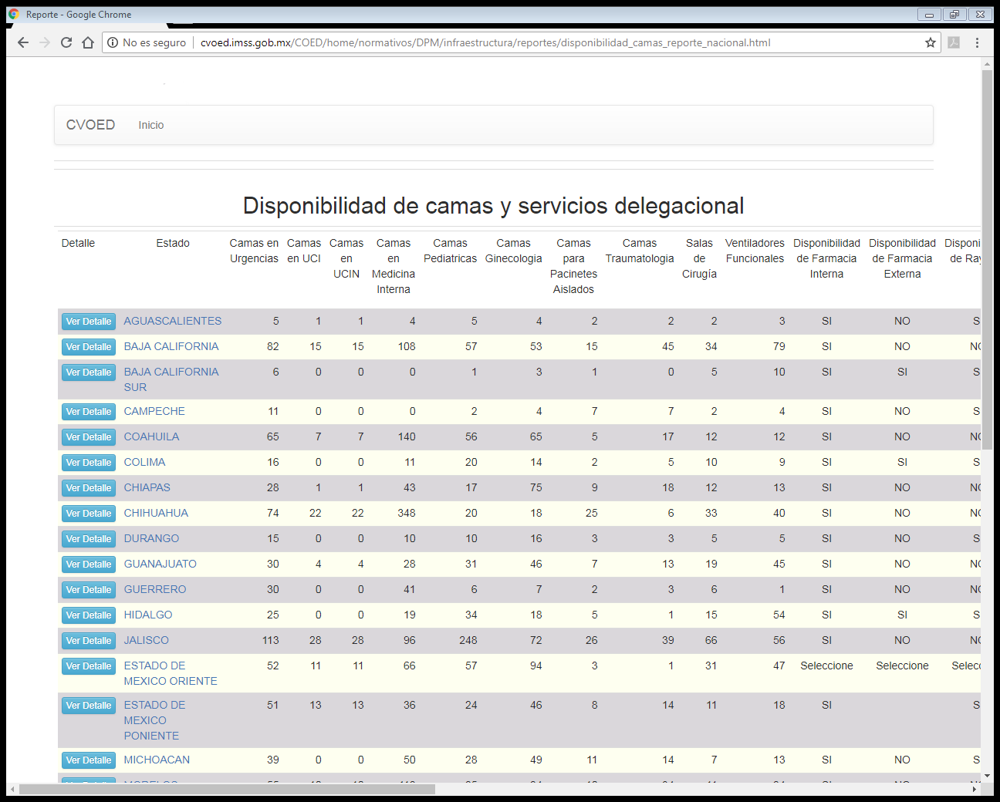 Reporte - Google Chrome
No es seguro cvoed.imss.gob.mx/COED/home/normativos/DPM/infraestructura/reportes/disponibilidad_camas_reporte_nacional.html
CVOED Inicio
Disponibilidad de camas y servicios delegacional
Detalle Estado Camas en Camas Camas Camas Camas Camas Camas Camas Salas Ventiladores Disponibilidad Disponibilidad
Urgencias en UCI en en Pediatricas Ginecologia para Traumatologia de Funcionales de Farmacia de Farmacia
UCIN Medicina Pacinetes Cirugía Interna Externa
Interna Aislados
Ver Detalle AGUASCALIENTES 5 1 1 4 5 4 2 2 2 3 SI NO
Ver Detalle BAJA CALIFORNIA 82 15 15 108 57 53 15 45 34 79 SI NO
Ver Detalle BAJA CALIFORNIA 6 0 0 0 1 3 1 0 5 10 SI SI
SUR
Ver Detalle CAMPECHE 11 0 0 0 2 4 7 7 2 4 SI NO
Ver Detalle COAHUILA 65 7 7 140 56 65 5 17 12 12 SI NO
Ver Detalle COLIMA 16 0 0 11 20 14 2 5 10 9 SI SI
Ver Detalle CHIAPAS 28 1 1 43 17 75 9 18 12 13 SI NO
Ver Detalle CHIHUAHUA 74 22 22 348 20 18 25 6 33 40 SI NO
Ver Detalle DURANGO 15 0 0 10 10 16 3 3 5 5 SI NO
Ver Detalle GUANAJUATO 30 4 4 28 31 46 7 13 19 45 SI NO
Ver Detalle GUERRERO 30 0 0 41 6 7 2 3 6 1 SI NO
Ver Detalle HIDALGO 25 0 0 19 34 18 5 1 15 54 SI SI
Ver Detalle JALISCO 113 28 28 96 248 72 26 39 66 56 SI NO
Ver Detalle ESTADO DE 52 11 11 66 57 94 3 1 31 47 Seleccione Seleccione
MEXICO ORIENTE
Ver Detalle ESTADO DE 51 13 13 36 24 46 8 14 11 18 SI
MEXICO
PONIENTE
Ver Detalle MICHOACAN 39 0 0 50 28 49 11 14 7 13 SI NO